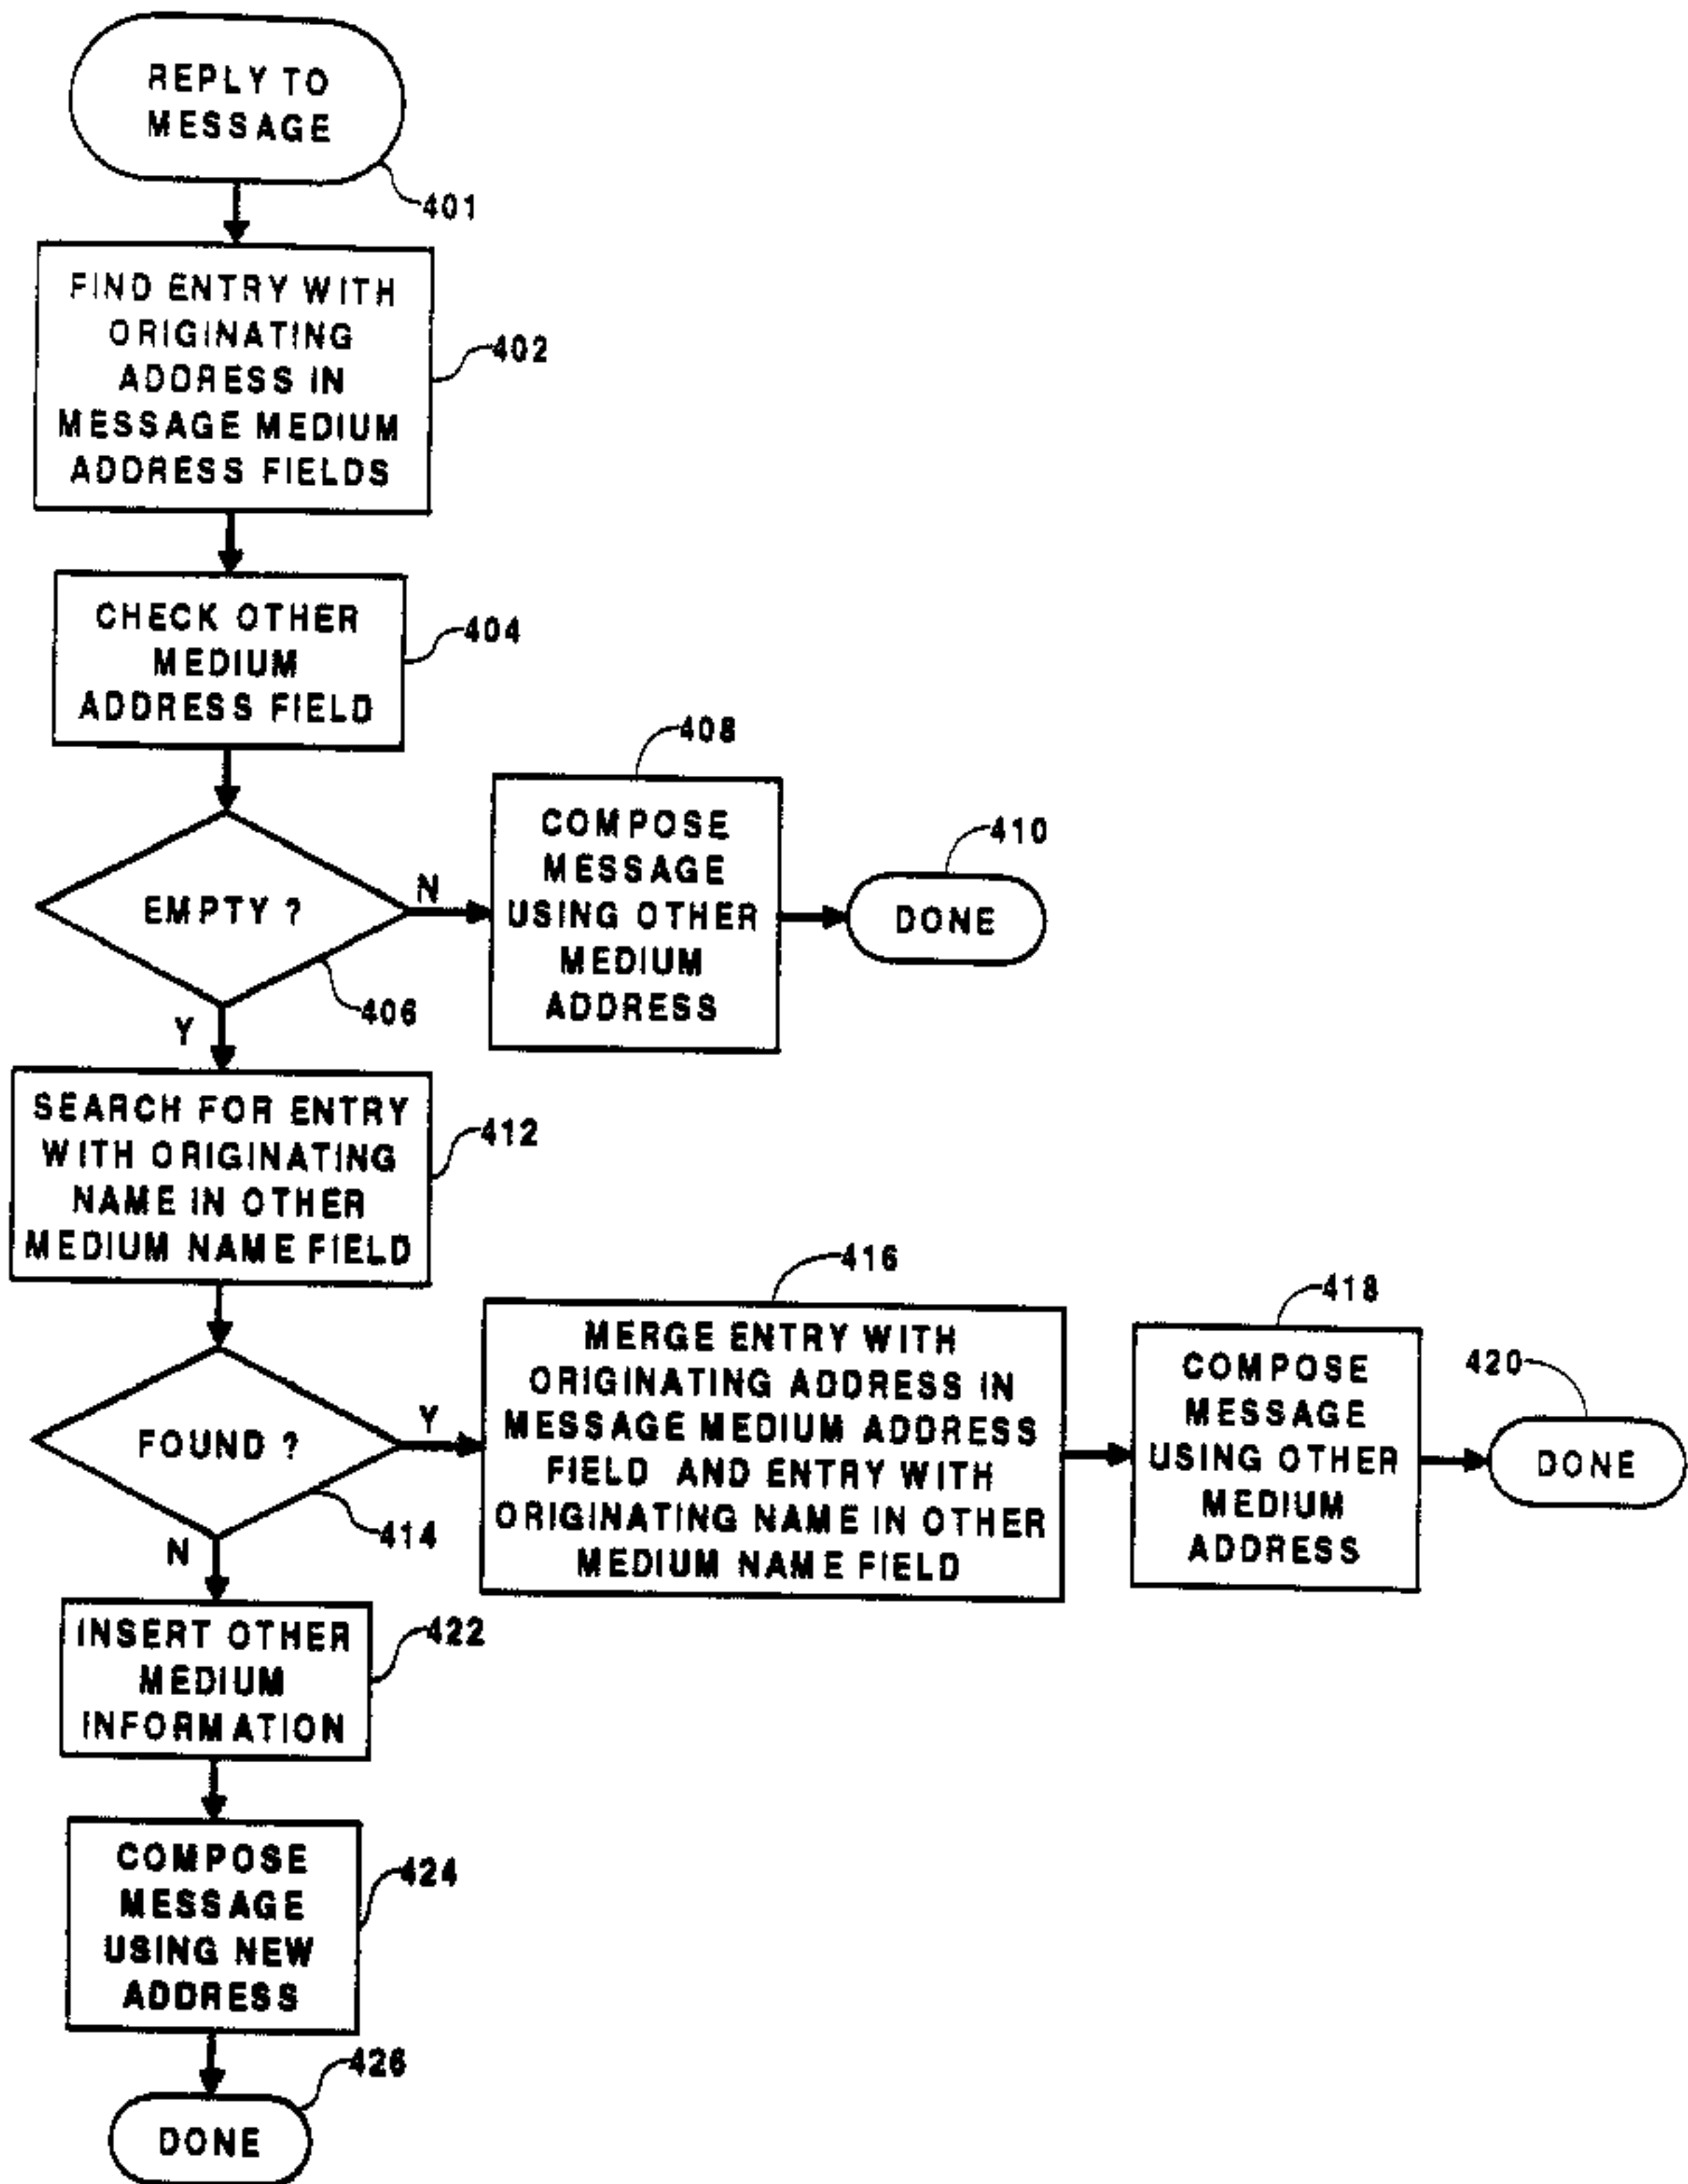 REPLY TO
MESSAGE
401
FIND ENTRY WITH
ORIGINATING
ADDRESS IN
MESSAGE MEDIUM
ADDRESS FIELDS
402
CHECK OTHER
MEDIUM
ADDRESS FIELD
404
EMPTY ?
406
N
Y
COMPOSE
MESSAGE
USING OTHER
MEDIUM
ADDRESS
408
DONE
410
SEARCH FOR ENTRY
WITH ORIGINATING
NAME IN OTHER
MEDIUM NAME FIELD
412
FOUND ?
414
Y
N
MERGE ENTRY WITH
ORIGINATING ADDRESS IN
MESSAGE MEDIUM ADDRESS
FIELD AND ENTRY WITH
ORIGINATING NAME IN OTHER
MEDIUM NAME FIELD
416
COMPOSE
MESSAGE
USING OTHER
MEDIUM
ADDRESS
418
DONE
420
INSERT OTHER
MEDIUM
INFORMATION
422
COMPOSE
MESSAGE
USING NEW
ADDRESS
424
DONE
426